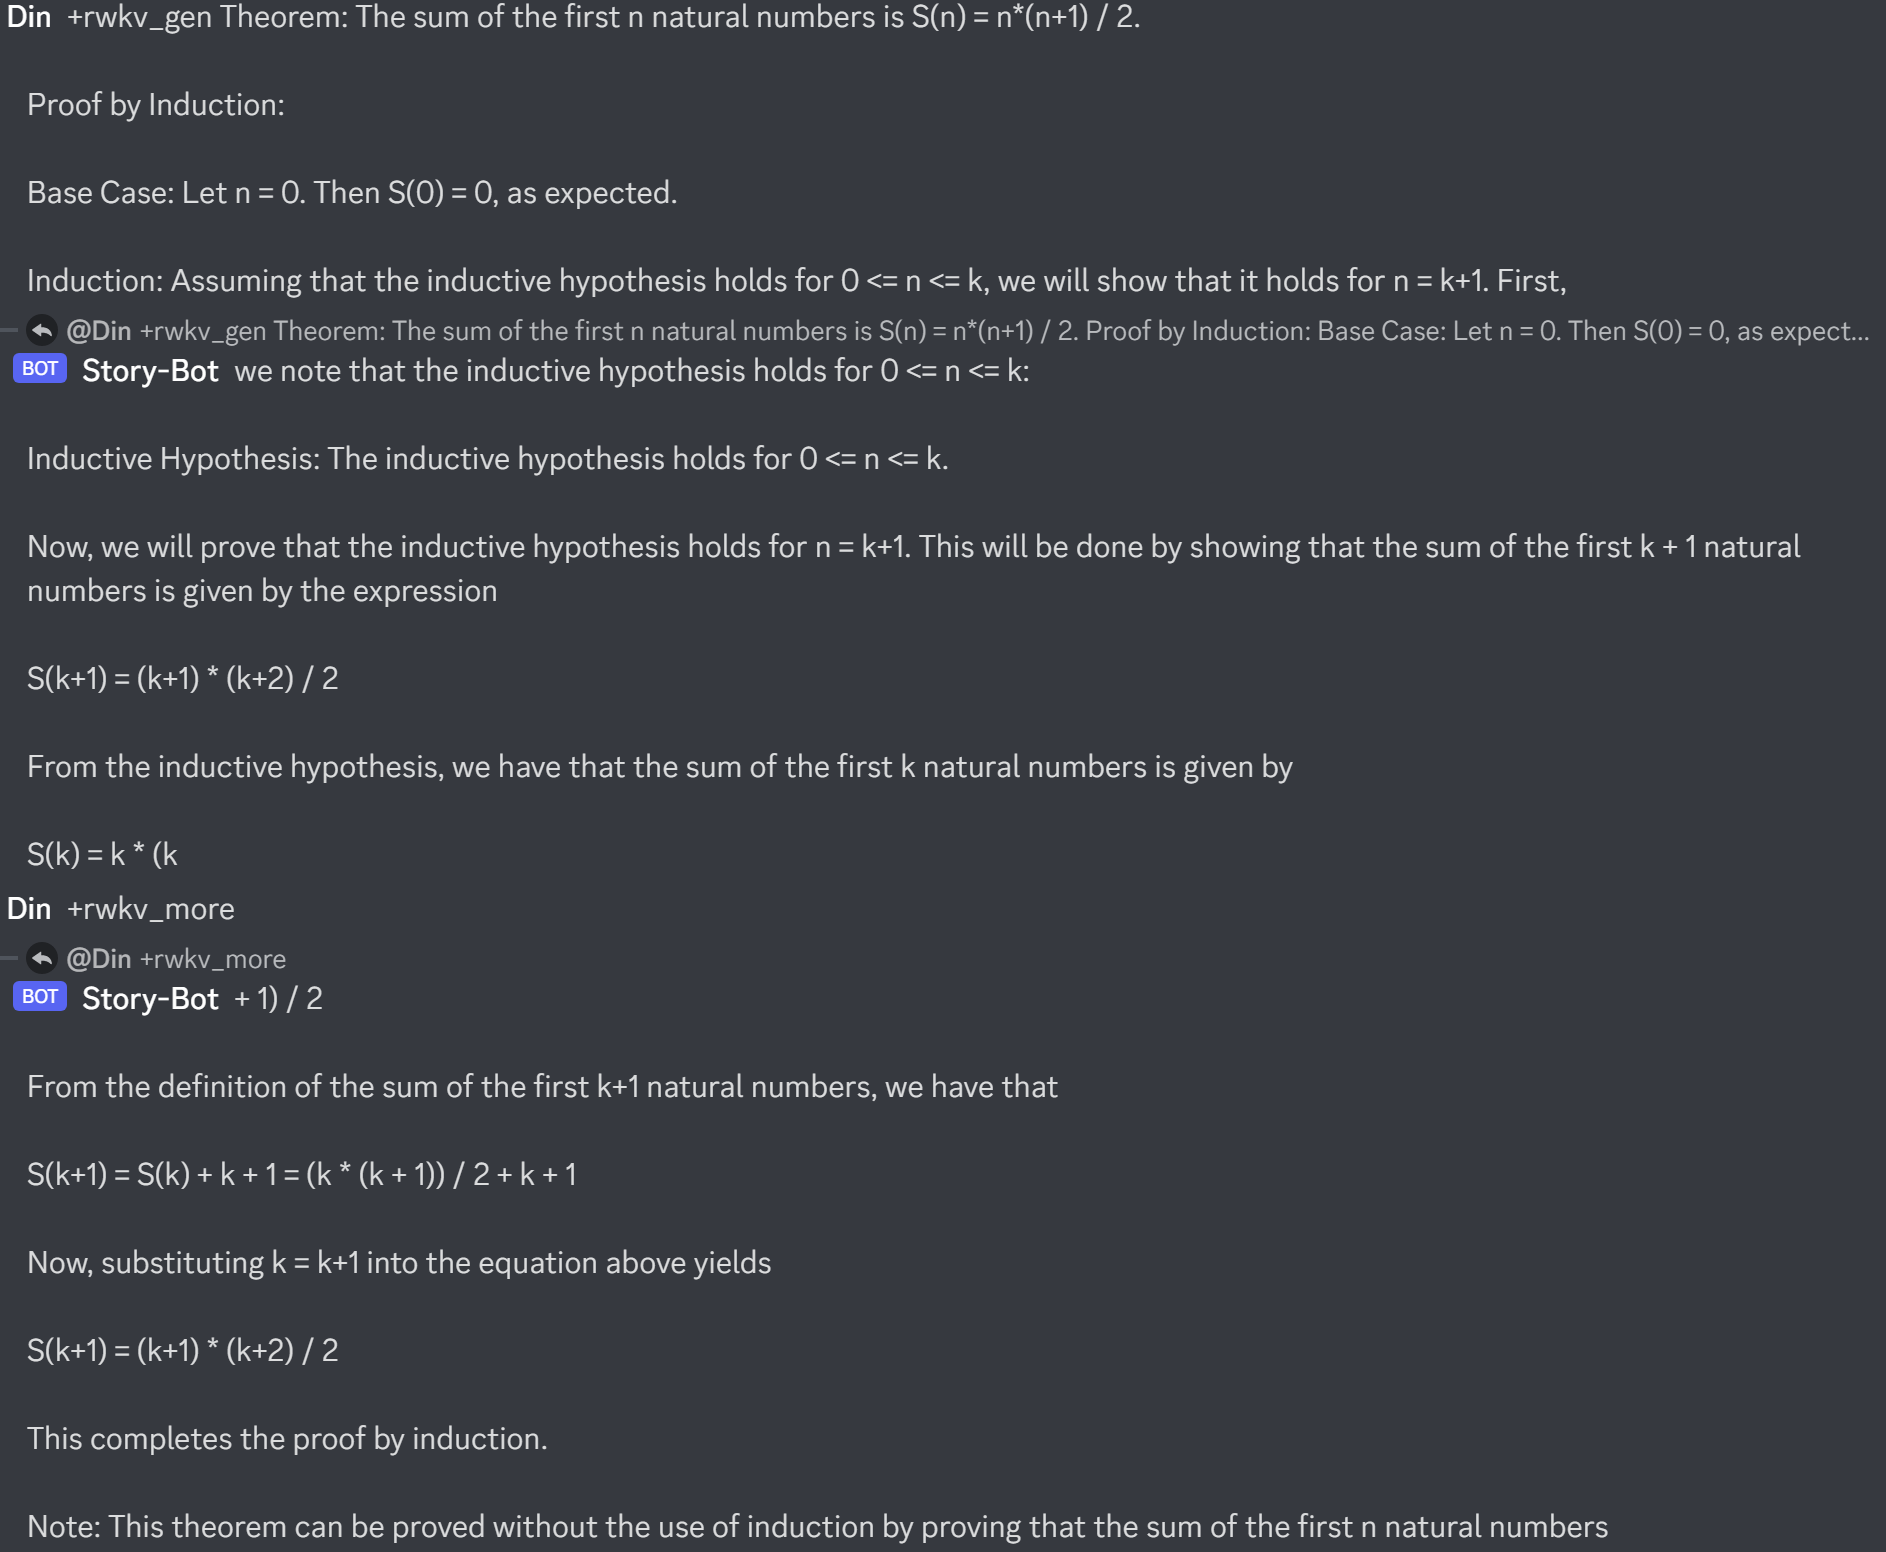 Din +rwkv_gen Theorem: The sum of the first n natural numbers is S(n) = n*(n+1) / 2.
Proof by Induction:
Base Case: Let n = 0. Then S(0) = 0, as expected.
Induction: Assuming that the inductive hypothesis holds for 0 <= n <= k, we will show that it holds for n = k+1. First,
@Din +rwkv_gen Theorem: The sum of the first n natural numbers is S(n) = n*(n+1) / 2. Proof by Induction: Base Case: Let n = 0. Then S(0) = 0, as expect...
BOT Story-Bot we note that the inductive hypothesis holds for 0 <= n <= k:
Inductive Hypothesis: The inductive hypothesis holds for 0 <= n <= k.
Now, we will prove that the inductive hypothesis holds for n = k+1. This will be done by showing that the sum of the first k + 1 natural
numbers is given by the expression
S(k+1) = (k+1) * (k+2) / 2
From the inductive hypothesis, we have that the sum of the first k natural numbers is given by
S(k) = k * (k
Din +rwkv_more
@Din +rwkv_more
BOT Story-Bot + 1) / 2
From the definition of the sum of the first k+1 natural numbers, we have that
S(k+1) = S(k) + k + 1 = (k * (k + 1)) / 2 + k + 1
Now, substituting k = k+1 into the equation above yields
S(k+1) = (k+1) * (k+2) / 2
This completes the proof by induction.
Note: This theorem can be proved without the use of induction by proving that the sum of the first n natural numbers